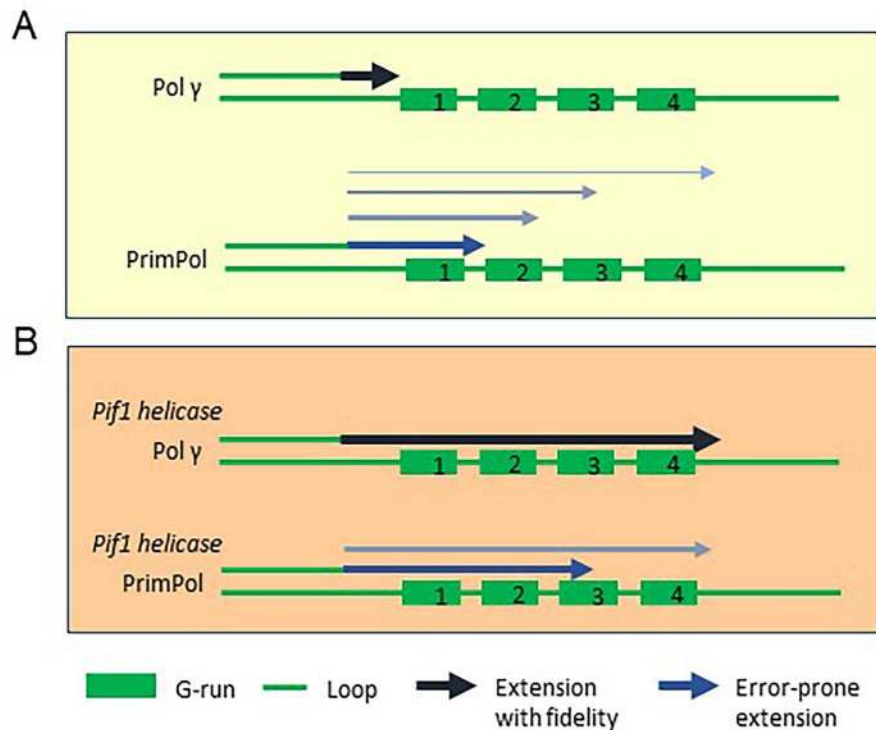 A
Pol γ
1 2 3 4
PrimPol
1 2 3 4
B
Pif1 helicase
Pol γ
1 2 3 4
Pif1 helicase
PrimPol
1 2 3 4
G-run Loop Extension with fidelity Error-prone extension